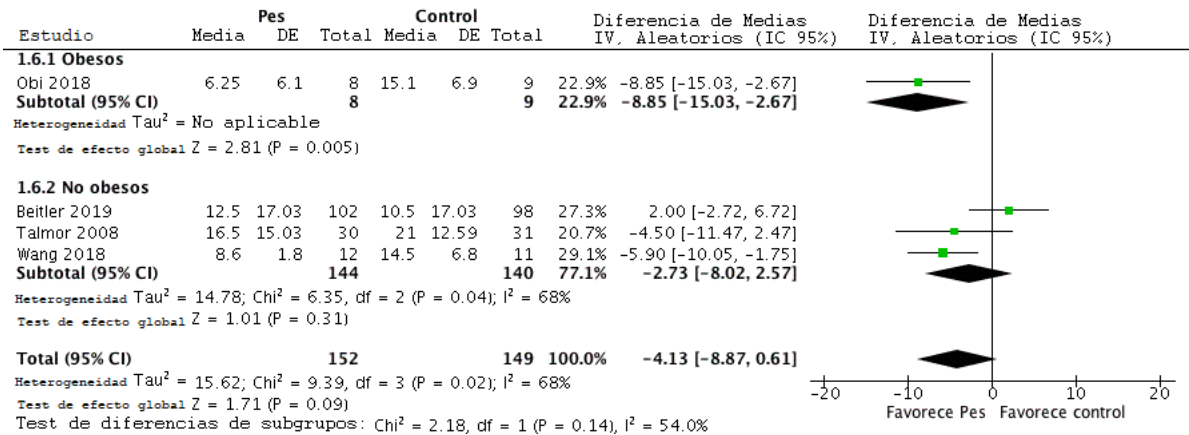 Pes Control Diferencia de Medias Diferencia de Medias
Estudio Media DE Total Media DE Total IV, Aleatorios (IC 95%) IV, Aleatorios (IC 95%)
1.6.1 Obesos
Obi 2018 6.25 6.1 8 15.1 6.9 9 22.9% -8.85 [-15.03, -2.67]
Subtotal (95% CI) 8 9 22.9% -8.85 [-15.03, -2.67]
Heterogeneidad Tau² = No aplicable
Test de efecto global Z = 2.81 (P = 0.005)
1.6.2 No obesos
Beitler 2019 12.5 17.03 102 10.5 17.03 98 27.3% 2.00 [-2.72, 6.72]
Talmor 2008 16.5 15.03 30 21 12.59 31 20.7% -4.50 [-11.47, 2.47]
Wang 2018 8.6 1.8 12 14.5 6.8 11 29.1% -5.90 [-10.05, -1.75]
Subtotal (95% CI) 144 140 77.1% -2.73 [-8.02, 2.57]
Heterogeneidad Tau² = 14.78; Chi² = 6.35, df = 2 (P = 0.04); I² = 68%
Test de efecto global Z = 1.01 (P = 0.31)
Total (95% CI) 152 149 100.0% -4.13 [-8.87, 0.61]
Heterogeneidad Tau² = 15.62; Chi² = 9.39, df = 3 (P = 0.02); I² = 68%
Test de efecto global Z = 1.71 (P = 0.09)
Test de diferencias de subgrupos: Chi² = 2.18, df = 1 (P = 0.14), I² = 54.0%
-20 -10 0 10 20
Favorece Pes Favorece control